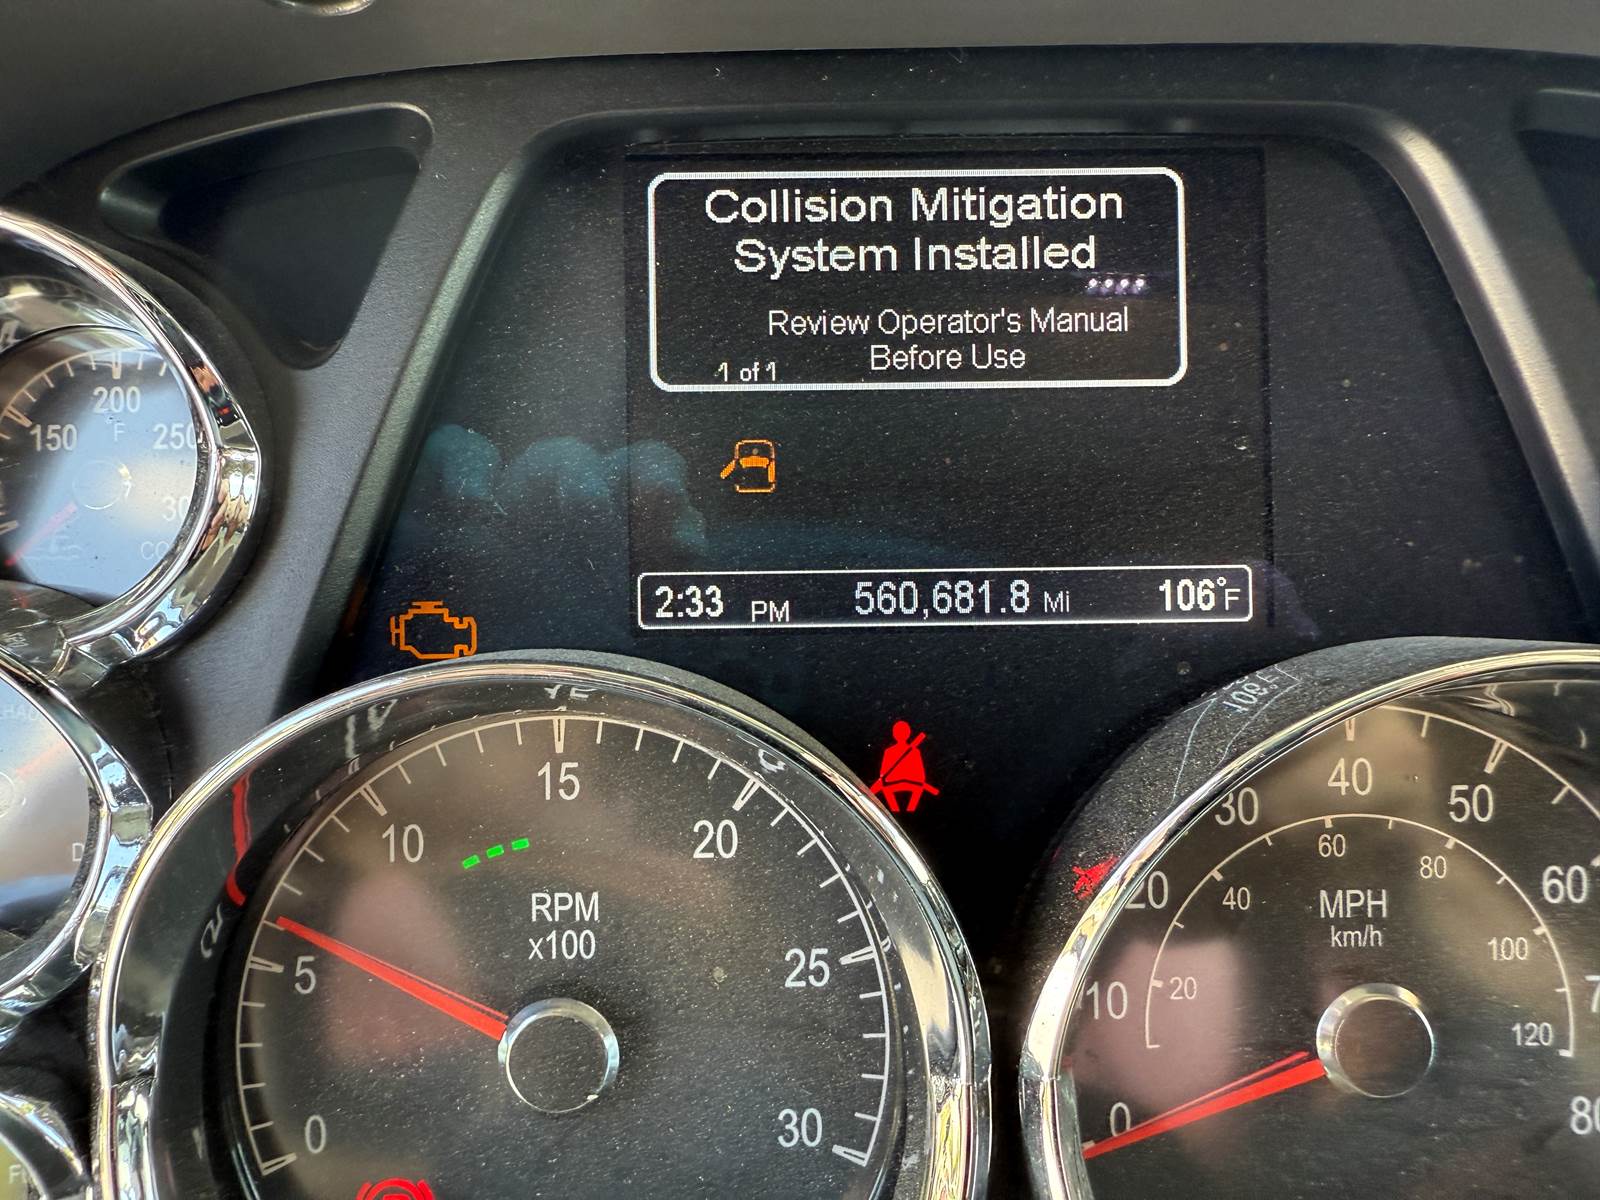 Collision Mitigation
System Installed
Review Operator's Manual
Before Use
1 of 1
2:33 PM 560,681.8 Mi 106°F
150 200 250
F
5 10 15 20 25 30
0
RPM
x100
0 10 20 30 40 50 60
20 40 60 80 100 120
MPH
km/h